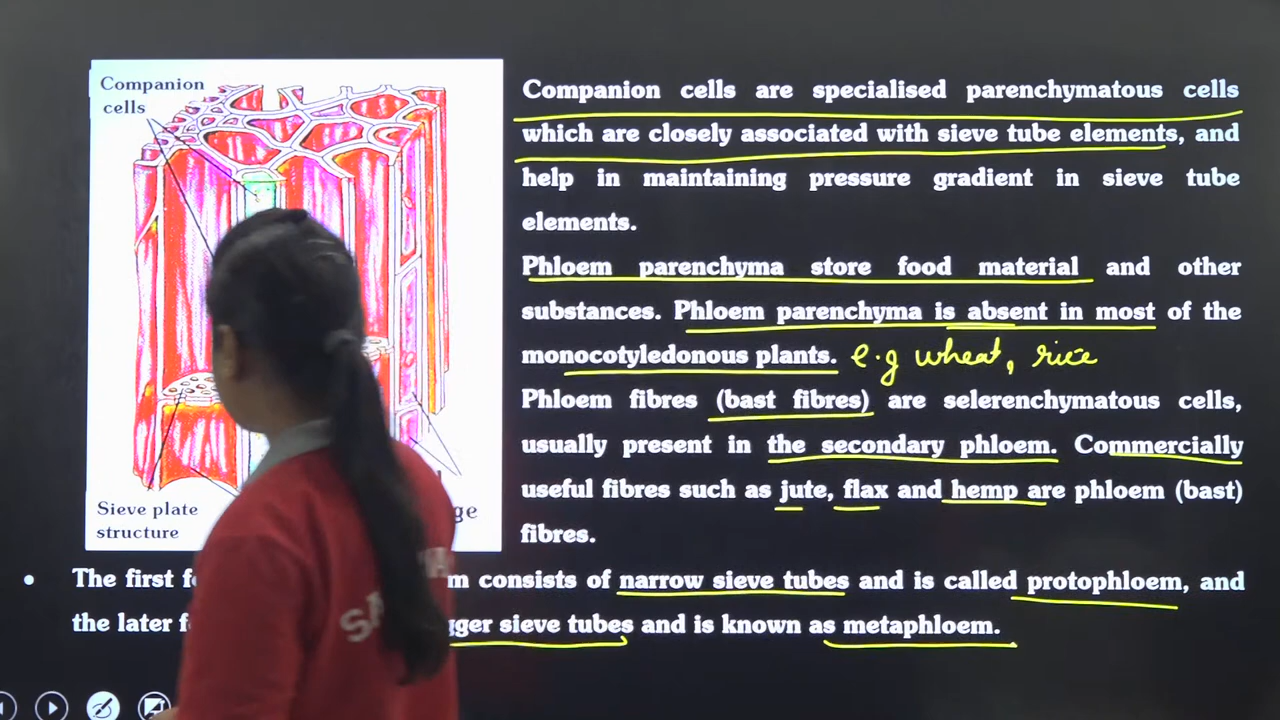 Companion
cells
Sieve plate
structure
ge
Companion cells are specialised parenchymatous cells
which are closely associated with sieve tube elements, and
help in maintaining pressure gradient in sieve tube
elements.
Phloem parenchyma store food material and other
substances. Phloem parenchyma is absent in most of the
monocotyledonous plants. e.g wheat, rice
Phloem fibres (bast fibres) are selerenchymatous cells,
usually present in the secondary phloem. Commercially
useful fibres such as jute, flax and hemp are phloem (bast)
fibres.
• The first m consists of narrow sieve tubes and is called protophloem, and
the later gger sieve tubes and is known as metaphloem.